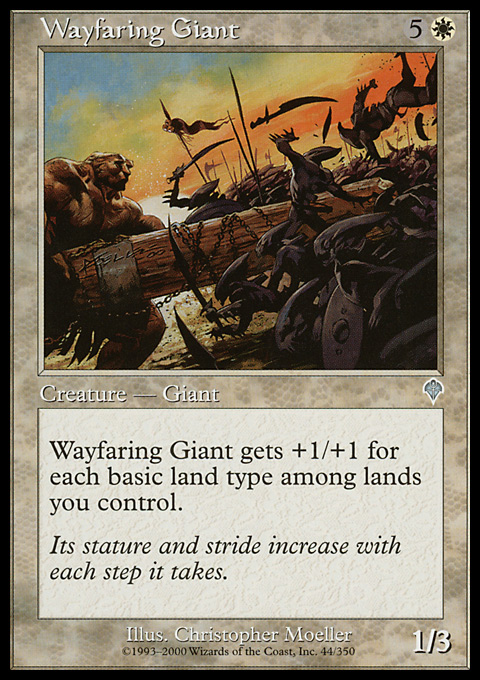 Wayfaring Giant 5
Creature — Giant
Wayfaring Giant gets +1/+1 for
each basic land type among lands
you control.
Its stature and stride increase with
each step it takes.
Illus. Christopher Moeller
©1993–2000 Wizards of the Coast, Inc. 44/350
1/3